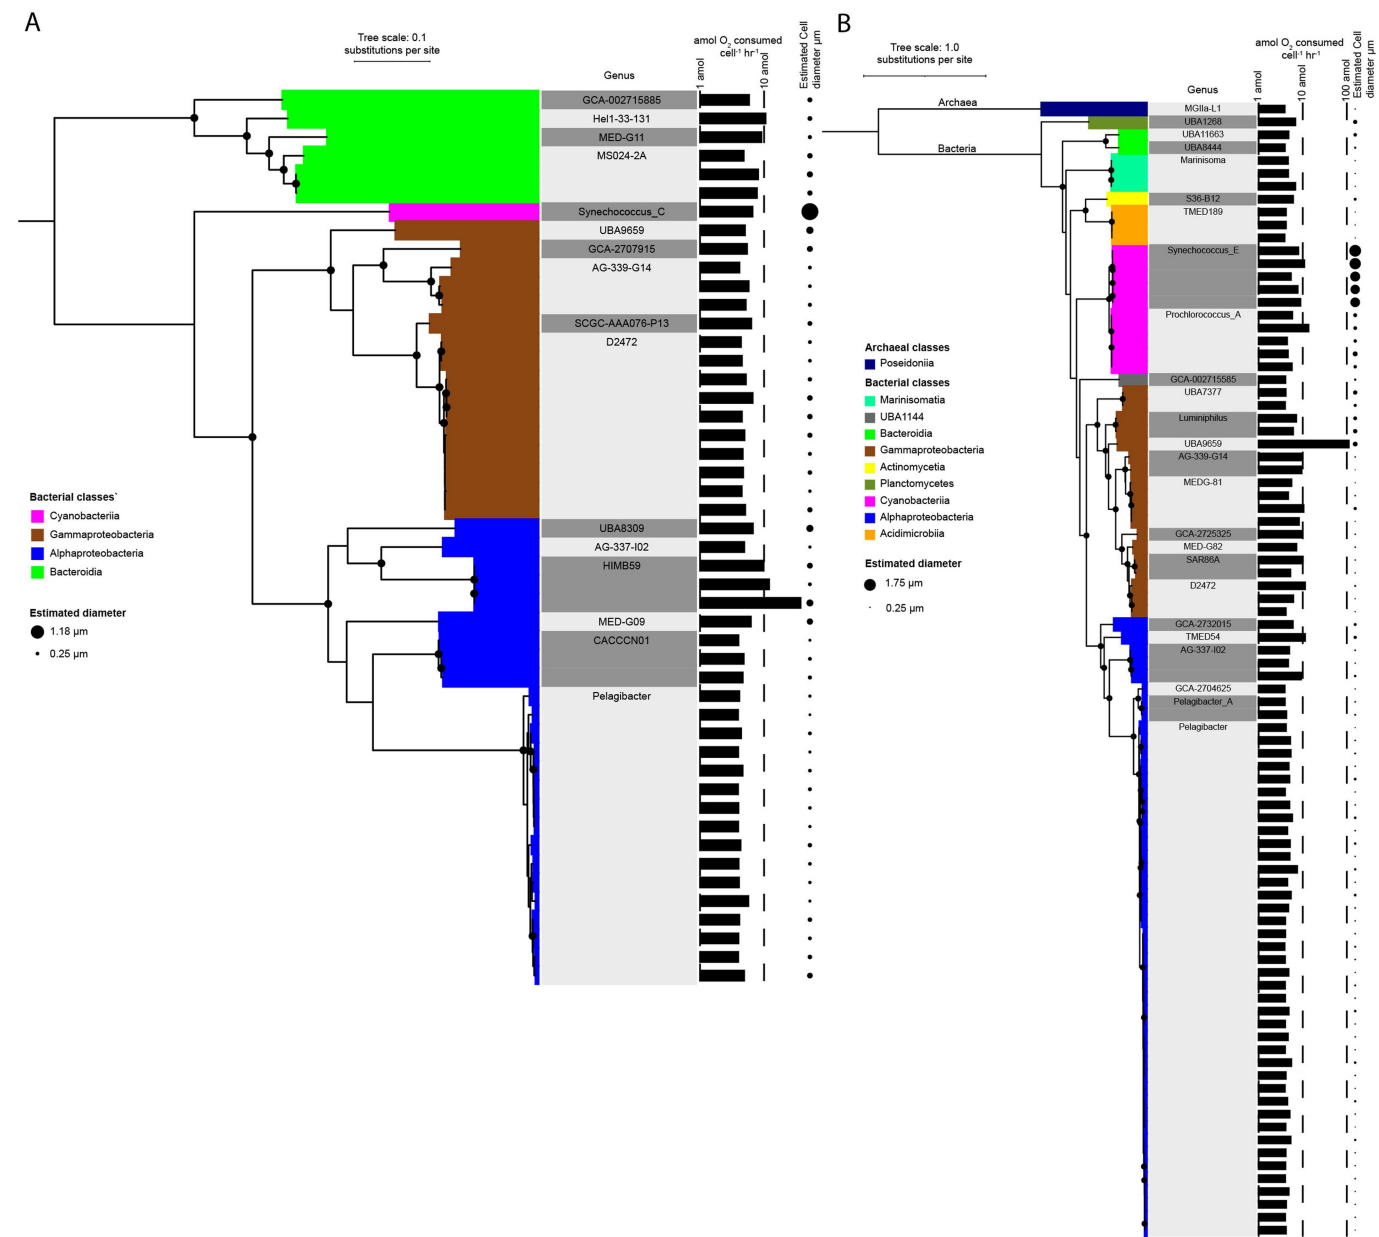 A
Tree scale: 0.1
substitutions per site
Genus
amol O2 consumed
cell-1 hr-1
1 amol
10 amol
Estimated Cell
diameter µm
GCA-002715885
Hel1-33-131
MED-G11
MS024-2A
Synechococcus_C
UBA9659
GCA-2707915
AG-339-G14
SCGC-AAA076-P13
D2472
UBA8309
AG-337-I02
HIMB59
MED-G09
CACCCN01
Pelagibacter
Bacterial classes`
Cyanobacteriia
Gammaproteobacteria
Alphaproteobacteria
Bacteroidia
Estimated diameter
1.18 µm
0.25 µm
B
Tree scale: 1.0
substitutions per site
Genus
amol O2 consumed
cell-1 hr-1
1 amol
10 amol
100 amol
Estimated Cell
diameter µm
Archaea
Bacteria
MGIIa-L1
UBA1268
UBA11663
UBA8444
Marinisoma
S36-B12
TMED189
Synechococcus_E
Prochlorococcus_A
GCA-002715585
UBA7377
Luminiphilus
UBA9659
AG-339-G14
MEDG-81
GCA-2725325
MED-G82
SAR86A
D2472
GCA-2732015
TMED54
AG-337-I02
GCA-2704625
Pelagibacter_A
Pelagibacter
Archaeal classes
Poseidoniia
Bacterial classes
Marinisomatia
UBA1144
Bacteroidia
Gammaproteobacteria
Actinomycetia
Planctomycetes
Cyanobacteriia
Alphaproteobacteria
Acidimicrobiia
Estimated diameter
1.75 µm
0.25 µm